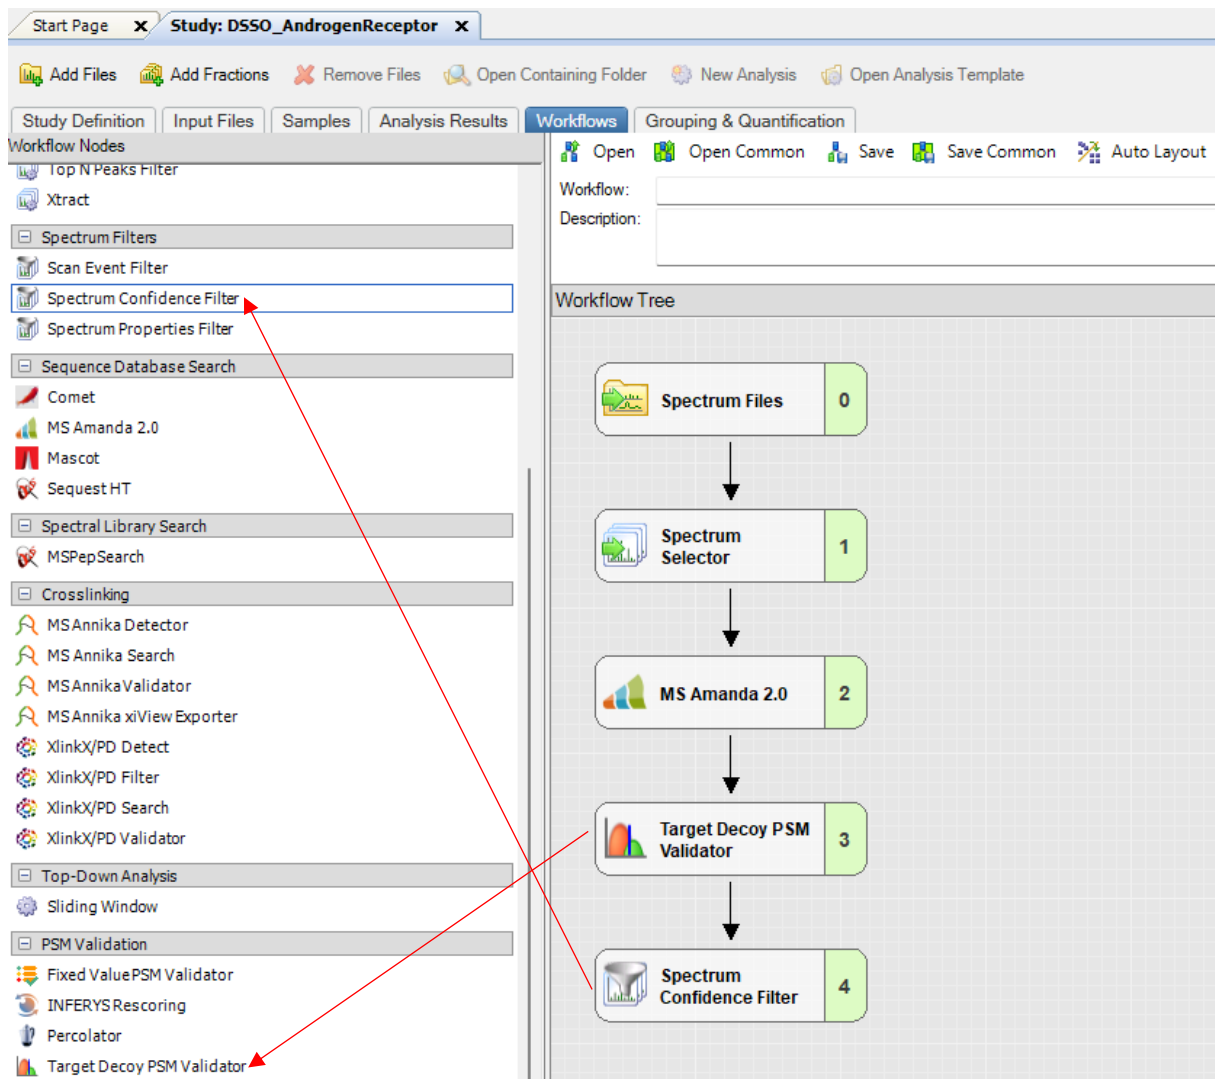 Start Page x Study: DSSO_AndrogenReceptor x
Add Files Add Fractions Remove Files Open Containing Folder New Analysis Open Analysis Template
Study Definition Input Files Samples Analysis Results Workflows Grouping & Quantification
Workflow Nodes
Top N Peaks Filter
Xtract
Spectrum Filters
Scan Event Filter
Spectrum Confidence Filter
Spectrum Properties Filter
Sequence Database Search
Comet
MS Amanda 2.0
Mascot
Sequest HT
Spectral Library Search
MSPepSearch
Crosslinking
MS Annika Detector
MS Annika Search
MS Annika Validator
MS Annika xiView Exporter
XlinkX/PD Detect
XlinkX/PD Filter
XlinkX/PD Search
XlinkX/PD Validator
Top-Down Analysis
Sliding Window
PSM Validation
Fixed Value PSM Validator
INFERYS Rescoring
Percolator
Target Decoy PSM Validator
Open Open Common Save Save Common Auto Layout
Workflow:
Description:
Workflow Tree
Spectrum Files 0
Spectrum
Selector 1
MS Amanda 2.0 2
Target Decoy PSM
Validator 3
Spectrum
Confidence Filter 4